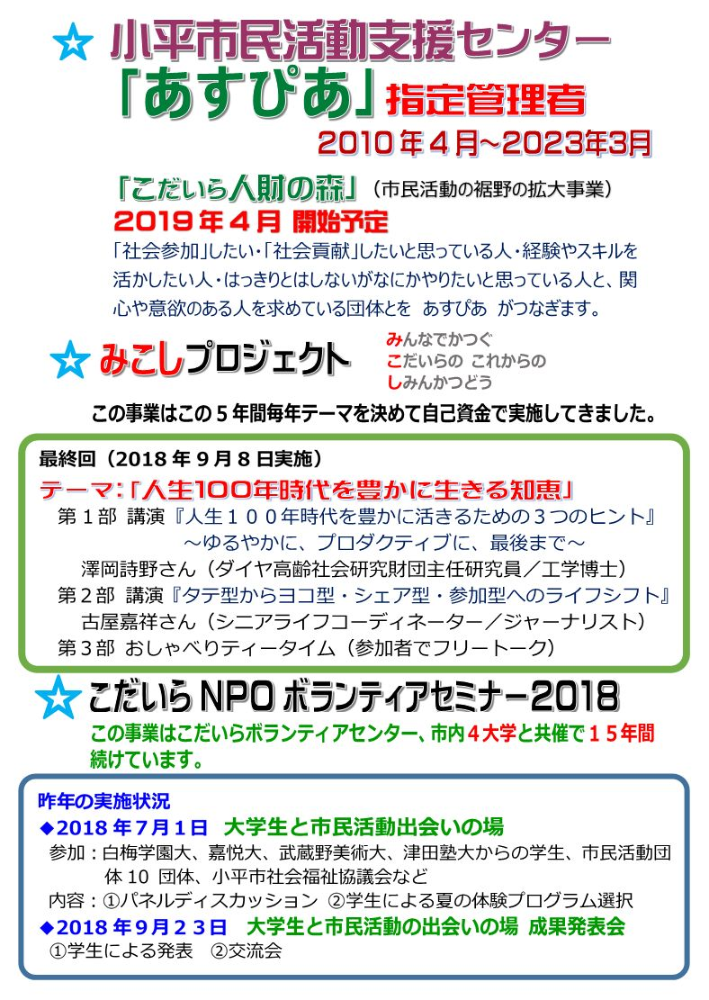 ☆ 小平市民活動支援センター
「あすぴあ」指定管理者
2010年4月～2023年3月
「こだいら人財の森」（市民活動の裾野の拡大事業）
2019年4月 開始予定
「社会参加」したい・「社会貢献」したいと思っている人・経験やスキルを
活かしたい人・はっきりとはしないがなにかやりたいと思っている人と、関
心や意欲のある人を求めている団体とを あすぴあ がつなぎます。
☆ みこしプロジェクト
みんなでかつぐ
こだいらの これからの
しみんかつどう
この事業はこの5年間毎年テーマを決めて自己資金で実施してきました。
最終回（2018年9月8日実施）
テーマ：「人生100年時代を豊かに生きる知恵」
第１部 講演『人生１００年時代を豊かに活きるための３つのヒント』
～ゆるやかに、プロダクティブに、最後まで～
澤岡詩野さん（ダイヤ高齢社会研究財団主任研究員／工学博士）
第２部 講演『タテ型からヨコ型・シェア型・参加型へのライフシフト』
古屋嘉祥さん（シニアライフコーディネーター／ジャーナリスト）
第３部 おしゃべりティータイム（参加者でフリートーク）
☆ こだいらNPOボランティアセミナー2018
この事業はこだいらボランティアセンター、市内４大学と共催で１５年間
続けています。
昨年の実施状況
◆2018年７月１日 大学生と市民活動出会いの場
参加：白梅学園大、嘉悦大、武蔵野美術大、津田塾大からの学生、市民活動団
体10 団体、小平市社会福祉協議会など
内容：①パネルディスカッション ②学生による夏の体験プログラム選択
◆2018年９月２３日 大学生と市民活動の出会いの場 成果発表会
①学生による発表 ②交流会